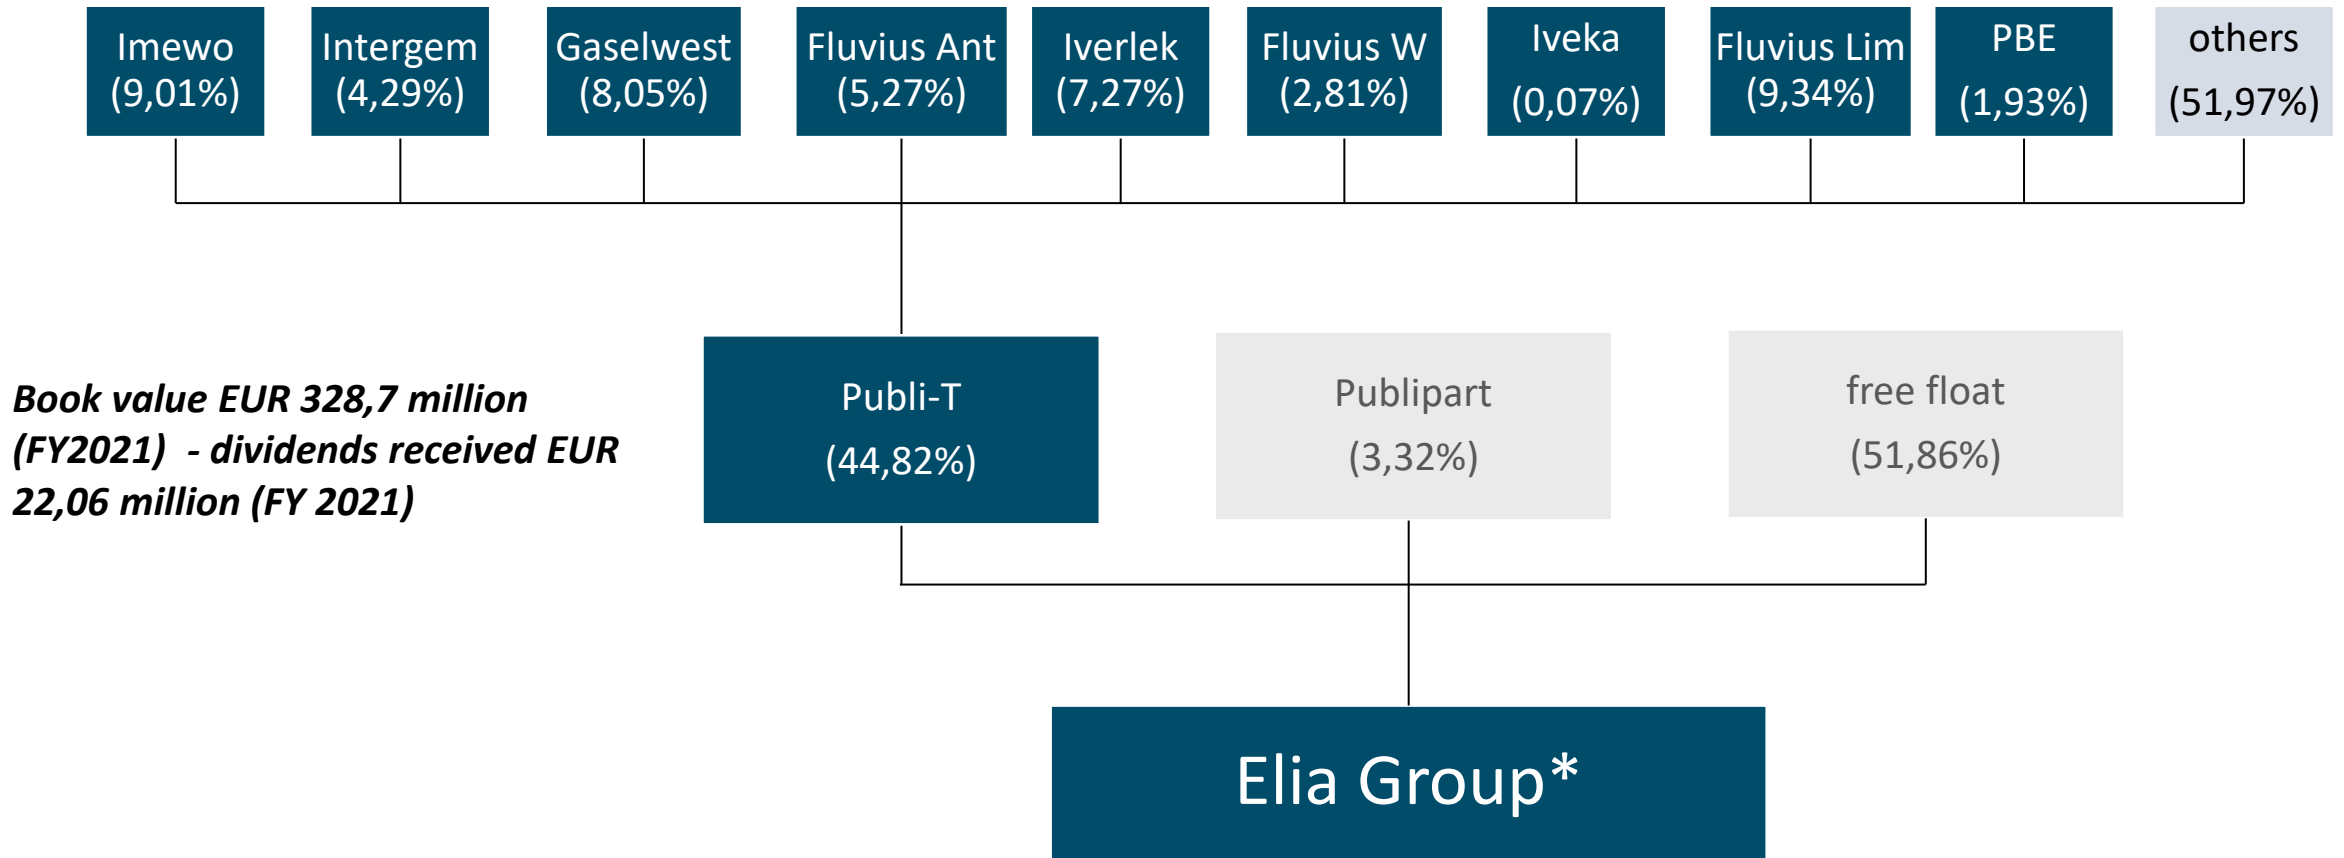 Imewo
(9,01%)
Intergem
(4,29%)
Gaselwest
(8,05%)
Fluvius Ant
(5,27%)
Iverlek
(7,27%)
Fluvius W
(2,81%)
Iveka
(0,07%)
Fluvius Lim
(9,34%)
PBE
(1,93%)
others
(51,97%)
Book value EUR 328,7 million
(FY2021)  - dividends received EUR
22,06 million (FY 2021)
Publi-T
(44,82%)
Publipart
(3,32%)
free float
(51,86%)
Elia Group*